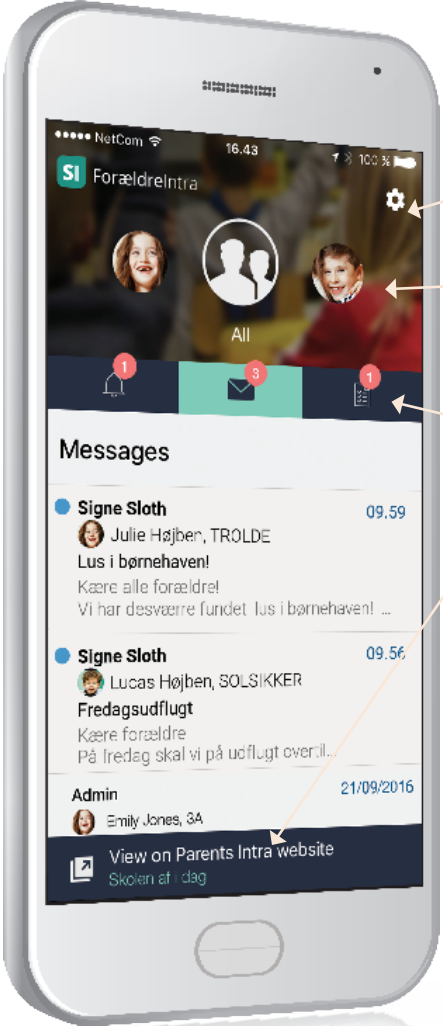 NetCom
16.43
100 %
SI ForældreIntra
All
1
3
1
Messages
Signe Sloth 09.59
Julie Højben, TROLDE
Lus i børnehaven!
Kære alle forældre!
Vi har desværre fundet lus i børnehaven! ...
Signe Sloth 09.56
Lucas Højben, SOLSIKKER
Fredagsudflugt
Kære forældre
På fredag skal vi på udflugt overtil...
Admin 21/09/2016
Emily Jones, 3A
View on Parents Intra website
Skolen af i dag